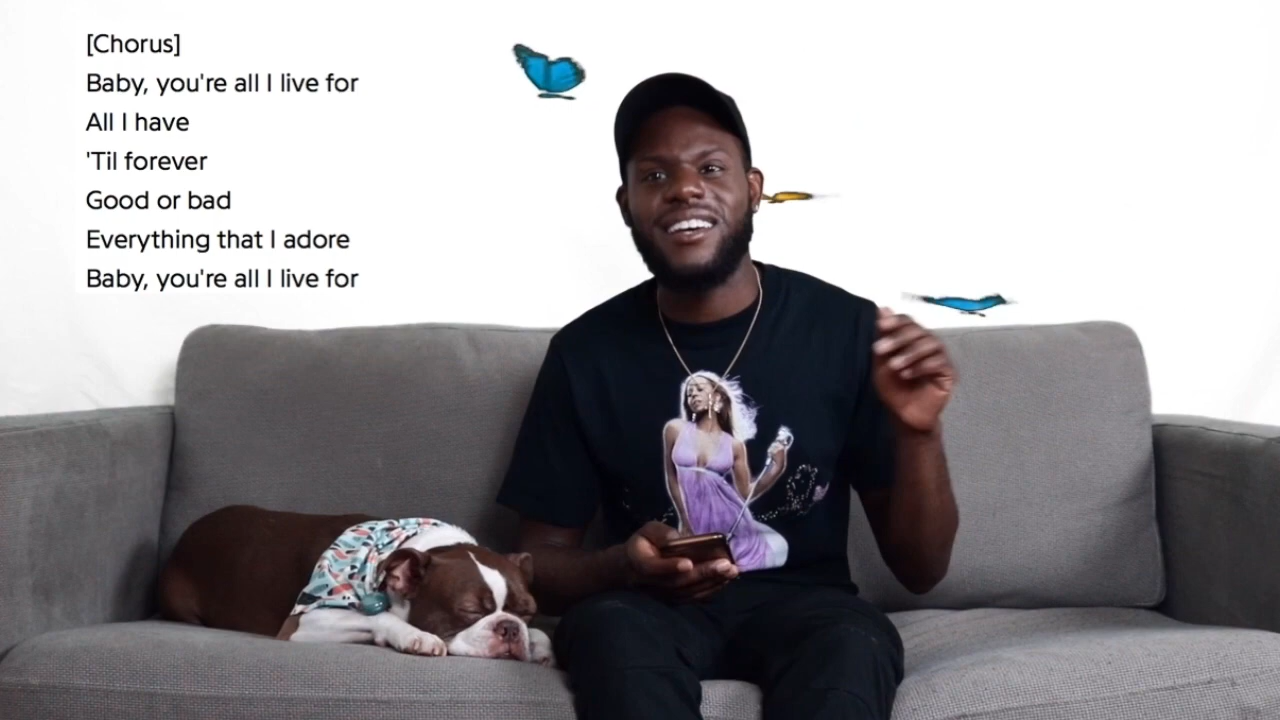 [Chorus]
Baby, you're all I live for
All I have
'Til forever
Good or bad
Everything that I adore
Baby, you're all I live for